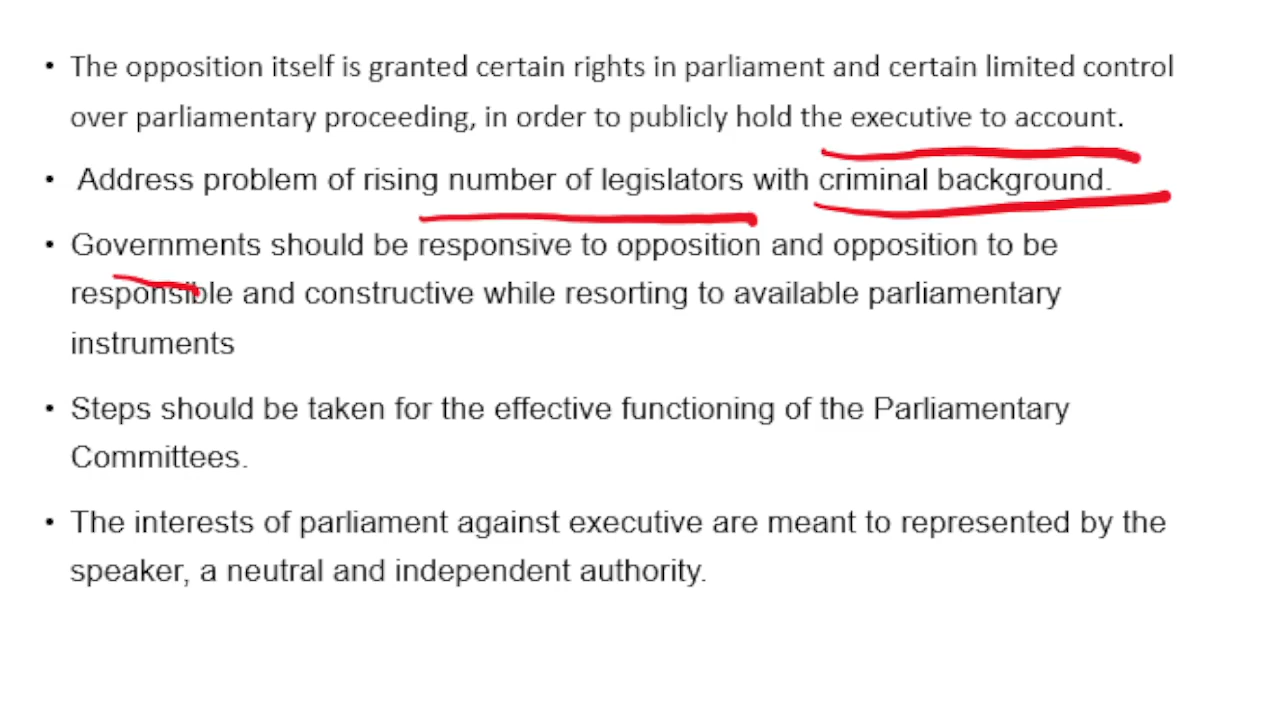 • The opposition itself is granted certain rights in parliament and certain limited control
over parliamentary proceeding, in order to publicly hold the executive to account.
• Address problem of rising number of legislators with criminal background.
• Governments should be responsive to opposition and opposition to be
responsible and constructive while resorting to available parliamentary
instruments
• Steps should be taken for the effective functioning of the Parliamentary
Committees.
• The interests of parliament against executive are meant to represented by the
speaker, a neutral and independent authority.